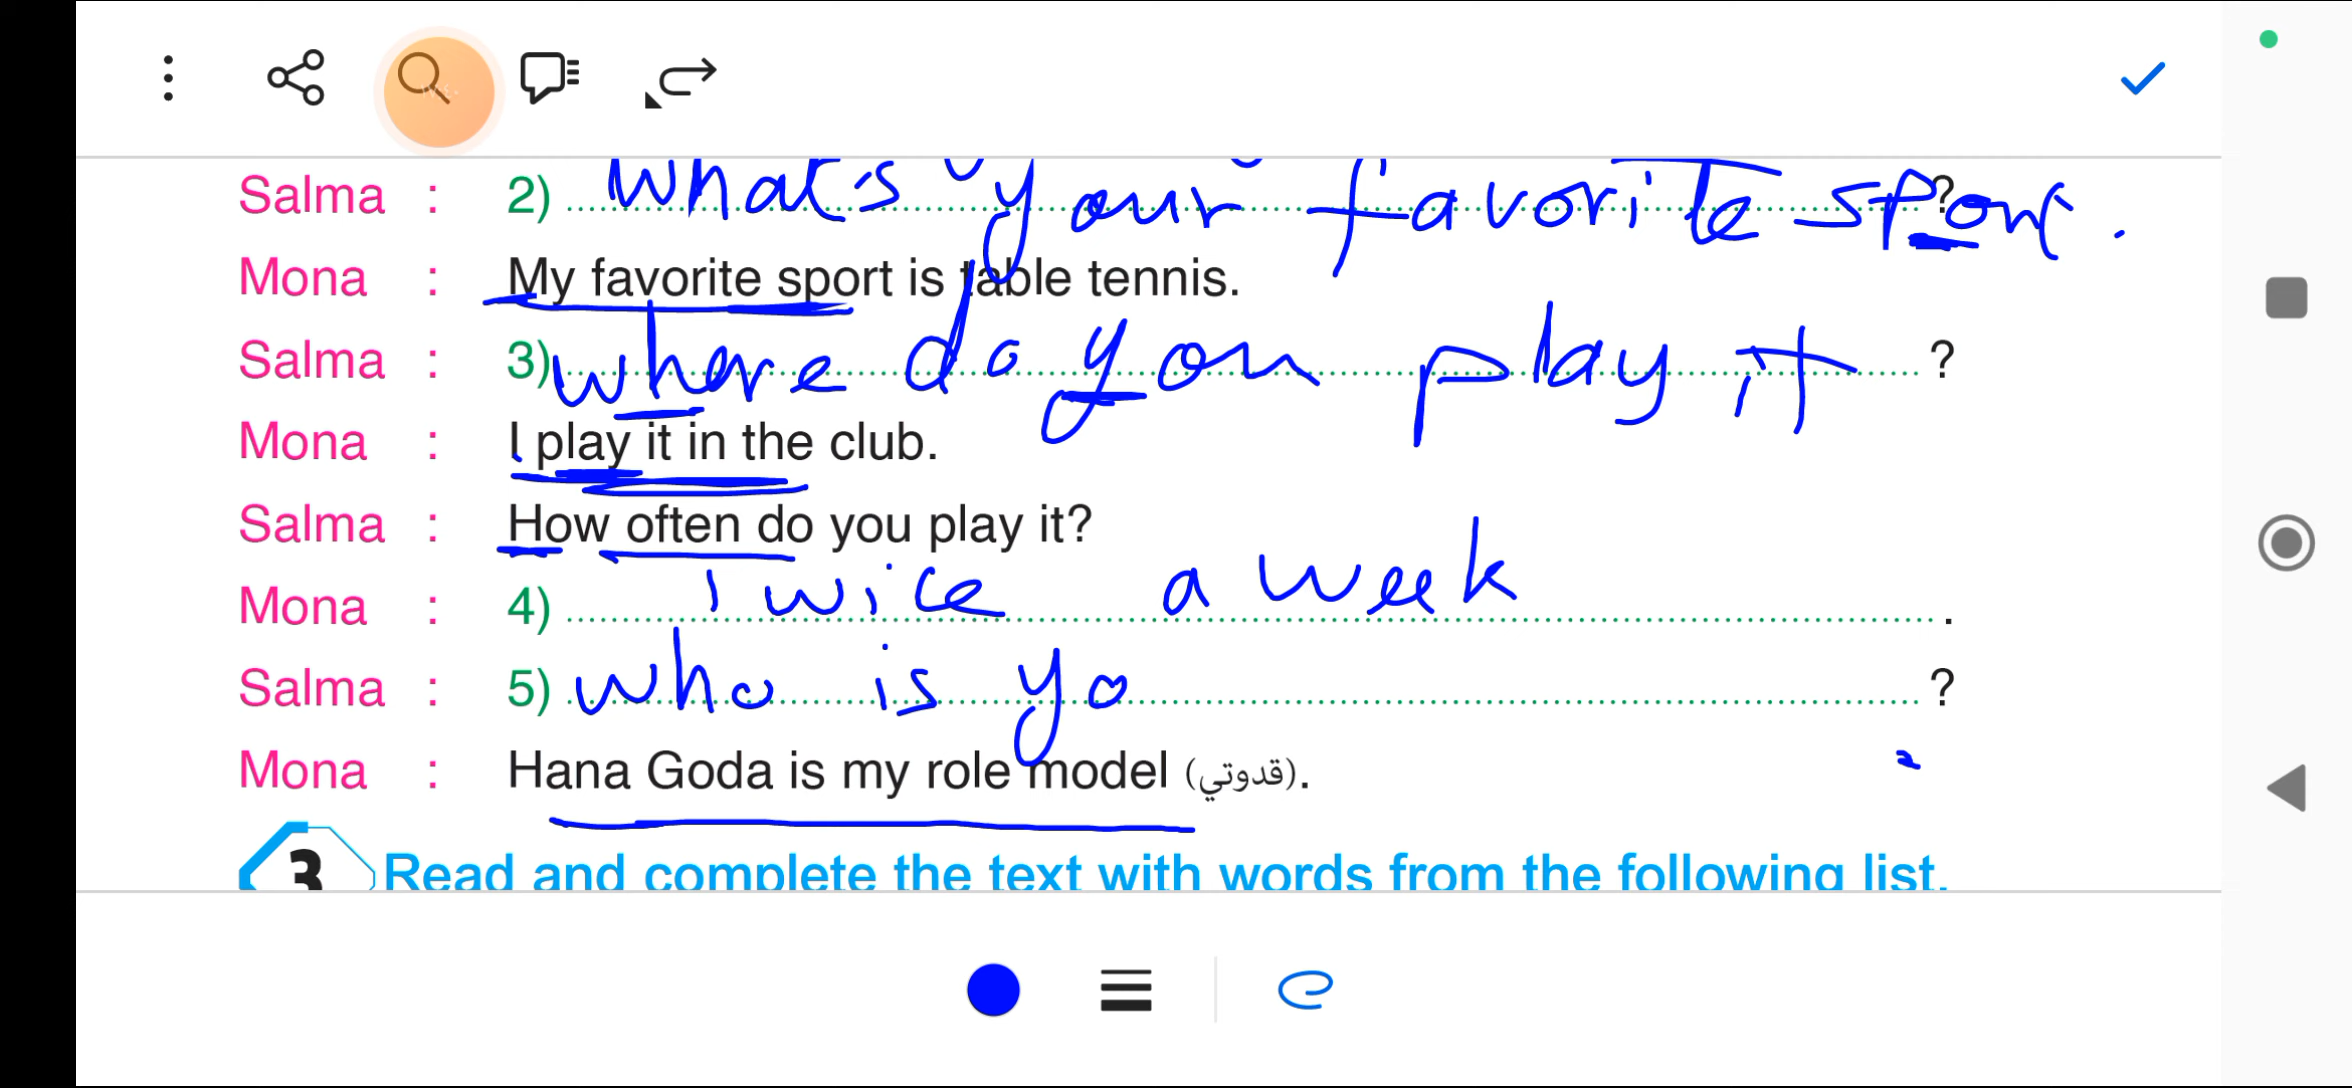 Salma : 2) What's your favorite sport ?
Mona : My favorite sport is table tennis.
Salma : 3) where do you play it ?
Mona : I play it in the club.
Salma : How often do you play it?
Mona : 4) Twice a week .
Salma : 5) who is yo ?
Mona : Hana Goda is my role model (قدوتي).
3 Read and complete the text with words from the following list.